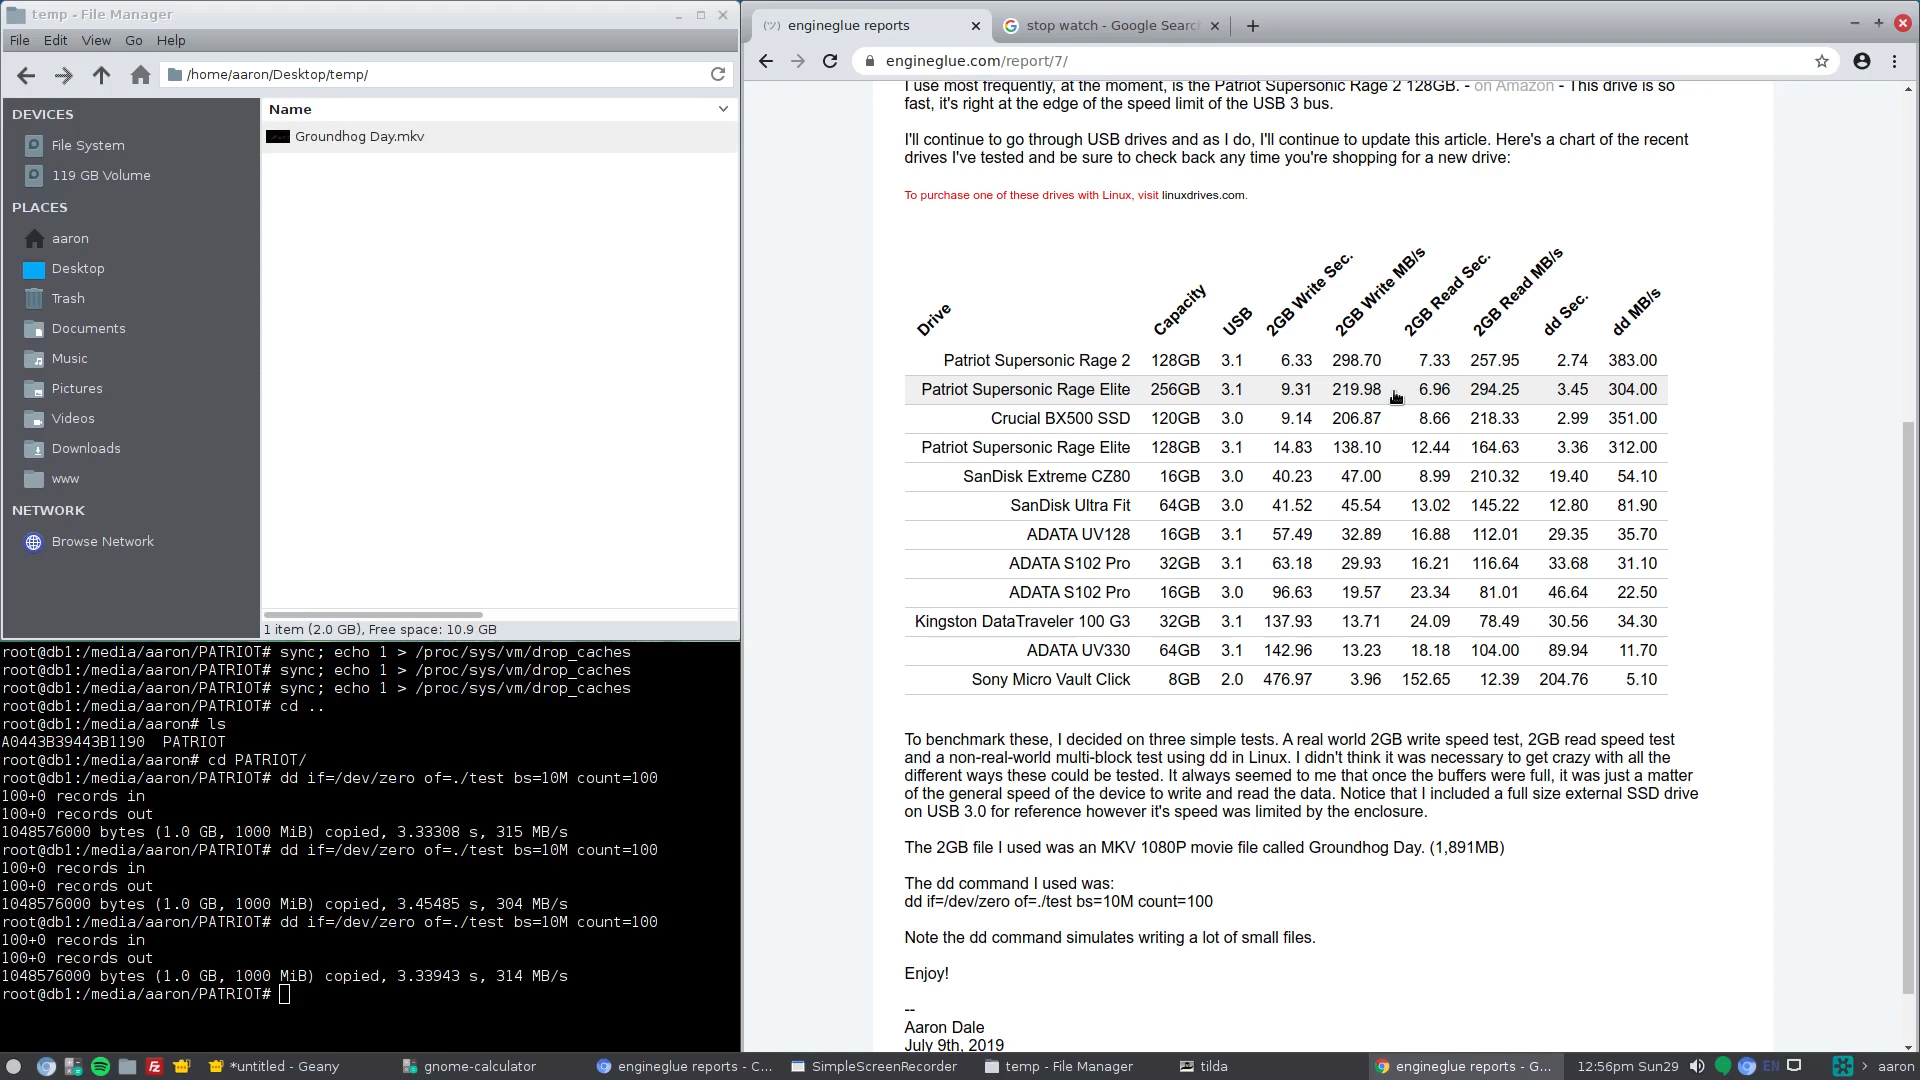 temp - File Manager
File Edit View Go Help
/home/aaron/Desktop/temp/
DEVICES
File System
119 GB Volume
PLACES
aaron
Desktop
Trash
Documents
Music
Pictures
Videos
Downloads
www
NETWORK
Browse Network
Name
Groundhog Day.mkv
1 item (2.0 GB), Free space: 10.9 GB
root@db1:/media/aaron/PATRIOT# sync; echo 1 > /proc/sys/vm/drop_caches
root@db1:/media/aaron/PATRIOT# sync; echo 1 > /proc/sys/vm/drop_caches
root@db1:/media/aaron/PATRIOT# sync; echo 1 > /proc/sys/vm/drop_caches
root@db1:/media/aaron/PATRIOT# cd ..
root@db1:/media/aaron# ls
A0443B39443B1190 PATRIOT
root@db1:/media/aaron# cd PATRIOT/
root@db1:/media/aaron/PATRIOT# dd if=/dev/zero of=./test bs=10M count=100
100+0 records in
100+0 records out
1048576000 bytes (1.0 GB, 1000 MiB) copied, 3.33308 s, 315 MB/s
root@db1:/media/aaron/PATRIOT# dd if=/dev/zero of=./test bs=10M count=100
100+0 records in
100+0 records out
1048576000 bytes (1.0 GB, 1000 MiB) copied, 3.45485 s, 304 MB/s
root@db1:/media/aaron/PATRIOT# dd if=/dev/zero of=./test bs=10M count=100
100+0 records in
100+0 records out
1048576000 bytes (1.0 GB, 1000 MiB) copied, 3.33943 s, 314 MB/s
root@db1:/media/aaron/PATRIOT#
(ツ) engineglue reports
stop watch - Google Search
engineglue.com/report/7/
I use most frequently, at the moment, is the Patriot Supersonic Rage 2 128GB. - on Amazon - This drive is so
fast, it's right at the edge of the speed limit of the USB 3 bus.
I'll continue to go through USB drives and as I do, I'll continue to update this article. Here's a chart of the recent
drives I've tested and be sure to check back any time you're shopping for a new drive:
To purchase one of these drives with Linux, visit linuxdrives.com.
Drive Capacity USB 2GB Write Sec. 2GB Write MB/s 2GB Read Sec. 2GB Read MB/s dd Sec. dd MB/s
Patriot Supersonic Rage 2 128GB 3.1 6.33 298.70 7.33 257.95 2.74 383.00
Patriot Supersonic Rage Elite 256GB 3.1 9.31 219.98 6.96 294.25 3.45 304.00
Crucial BX500 SSD 120GB 3.0 9.14 206.87 8.66 218.33 2.99 351.00
Patriot Supersonic Rage Elite 128GB 3.1 14.83 138.10 12.44 164.63 3.36 312.00
SanDisk Extreme CZ80 16GB 3.0 40.23 47.00 8.99 210.32 19.40 54.10
SanDisk Ultra Fit 64GB 3.0 41.52 45.54 13.02 145.22 12.80 81.90
ADATA UV128 16GB 3.1 57.49 32.89 16.88 112.01 29.35 35.70
ADATA S102 Pro 32GB 3.1 63.18 29.93 16.21 116.64 33.68 31.10
ADATA S102 Pro 16GB 3.0 96.63 19.57 23.34 81.01 46.64 22.50
Kingston DataTraveler 100 G3 32GB 3.1 137.93 13.71 24.09 78.49 30.56 34.30
ADATA UV330 64GB 3.1 142.96 13.23 18.18 104.00 89.94 11.70
Sony Micro Vault Click 8GB 2.0 476.97 3.96 152.65 12.39 204.76 5.10
To benchmark these, I decided on three simple tests. A real world 2GB write speed test, 2GB read speed test
and a non-real-world multi-block test using dd in Linux. I didn't think it was necessary to get crazy with all the
different ways these could be tested. It always seemed to me that once the buffers were full, it was just a matter
of the general speed of the device to write and read the data. Notice that I included a full size external SSD drive
on USB 3.0 for reference however it's speed was limited by the enclosure.
The 2GB file I used was an MKV 1080P movie file called Groundhog Day. (1,891MB)
The dd command I used was:
dd if=/dev/zero of=./test bs=10M count=100
Note the dd command simulates writing a lot of small files.
Enjoy!
--
Aaron Dale
July 9th, 2019
*untitled - Geany
gnome-calculator
engineglue reports - C...
SimpleScreenRecorder
temp - File Manager
tilda
engineglue reports - G...
12:56pm Sun29
EN
aaron